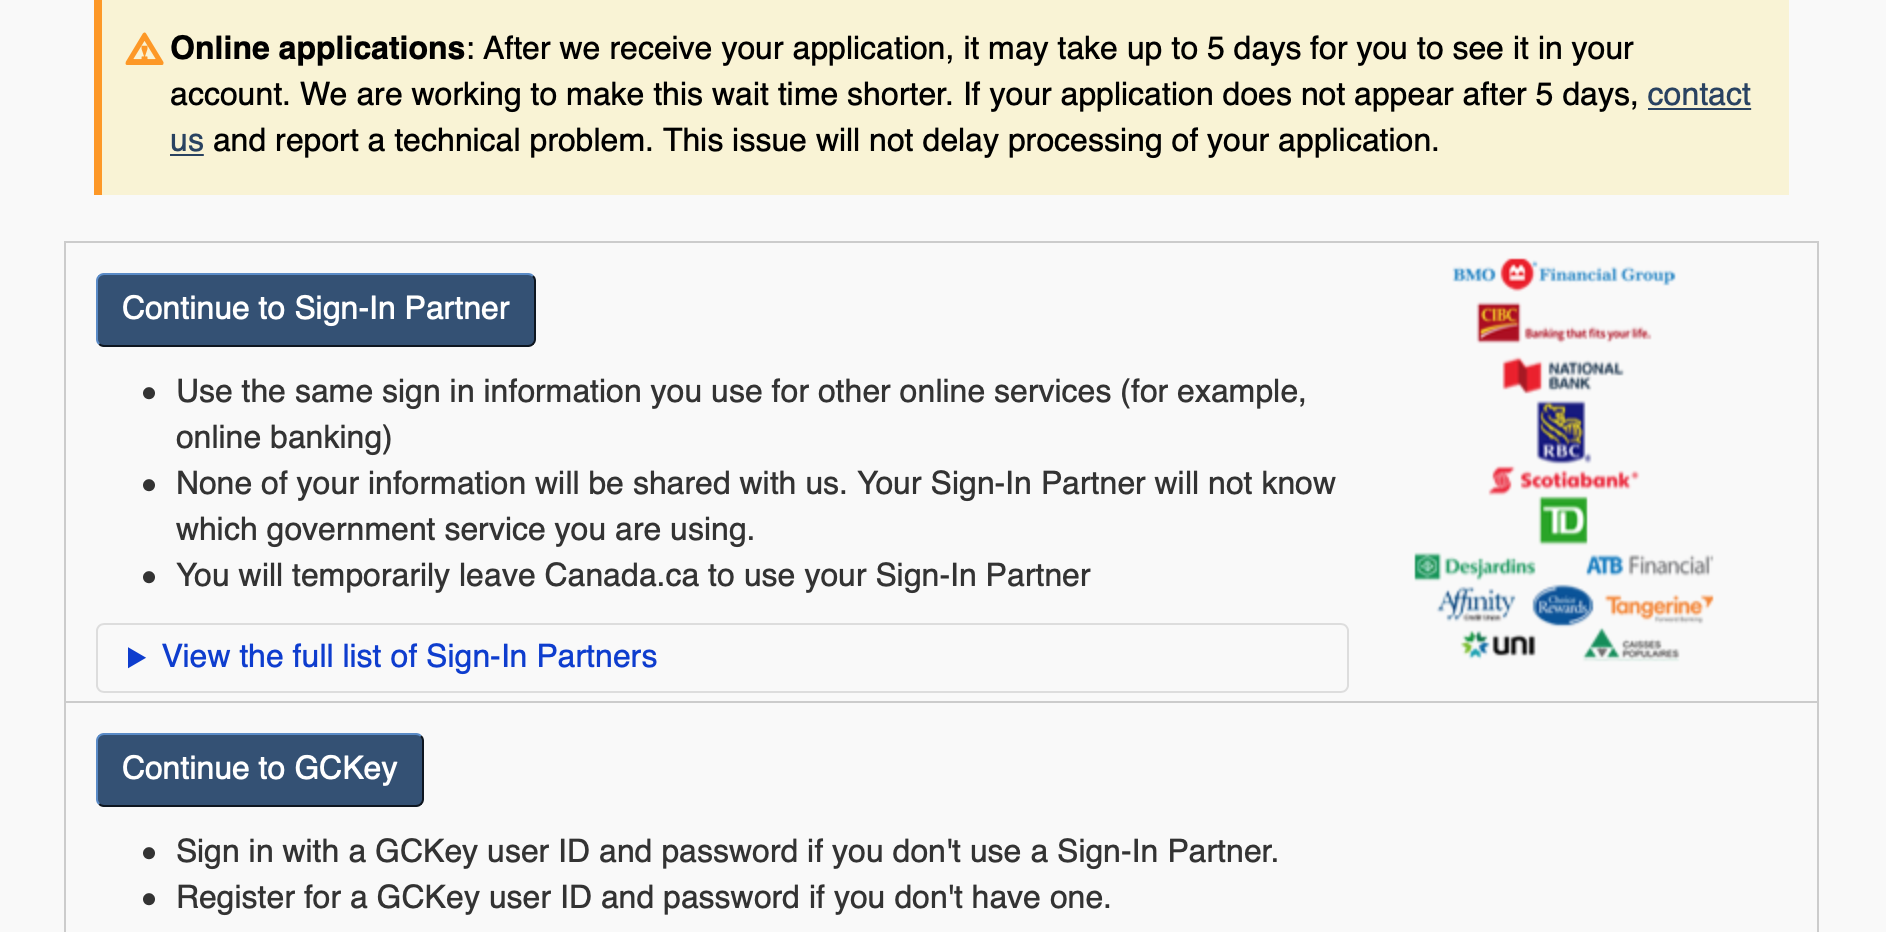 Online applications: After we receive your application, it may take up to 5 days for you to see it in your
account. We are working to make this wait time shorter. If your application does not appear after 5 days, contact
us and report a technical problem. This issue will not delay processing of your application.
Continue to Sign-In Partner
• Use the same sign in information you use for other online services (for example,
online banking)
• None of your information will be shared with us. Your Sign-In Partner will not know
which government service you are using.
• You will temporarily leave Canada.ca to use your Sign-In Partner
View the full list of Sign-In Partners
BMO Financial Group
CIBC Banking that fits your life.
NATIONAL
BANK
RBC
Scotiabank
TD
Desjardins ATB Financial
Affinity Choice Rewards Tangerine
UNI CAISSES
POPULAIRES
Continue to GCKey
• Sign in with a GCKey user ID and password if you don't use a Sign-In Partner.
• Register for a GCKey user ID and password if you don't have one.